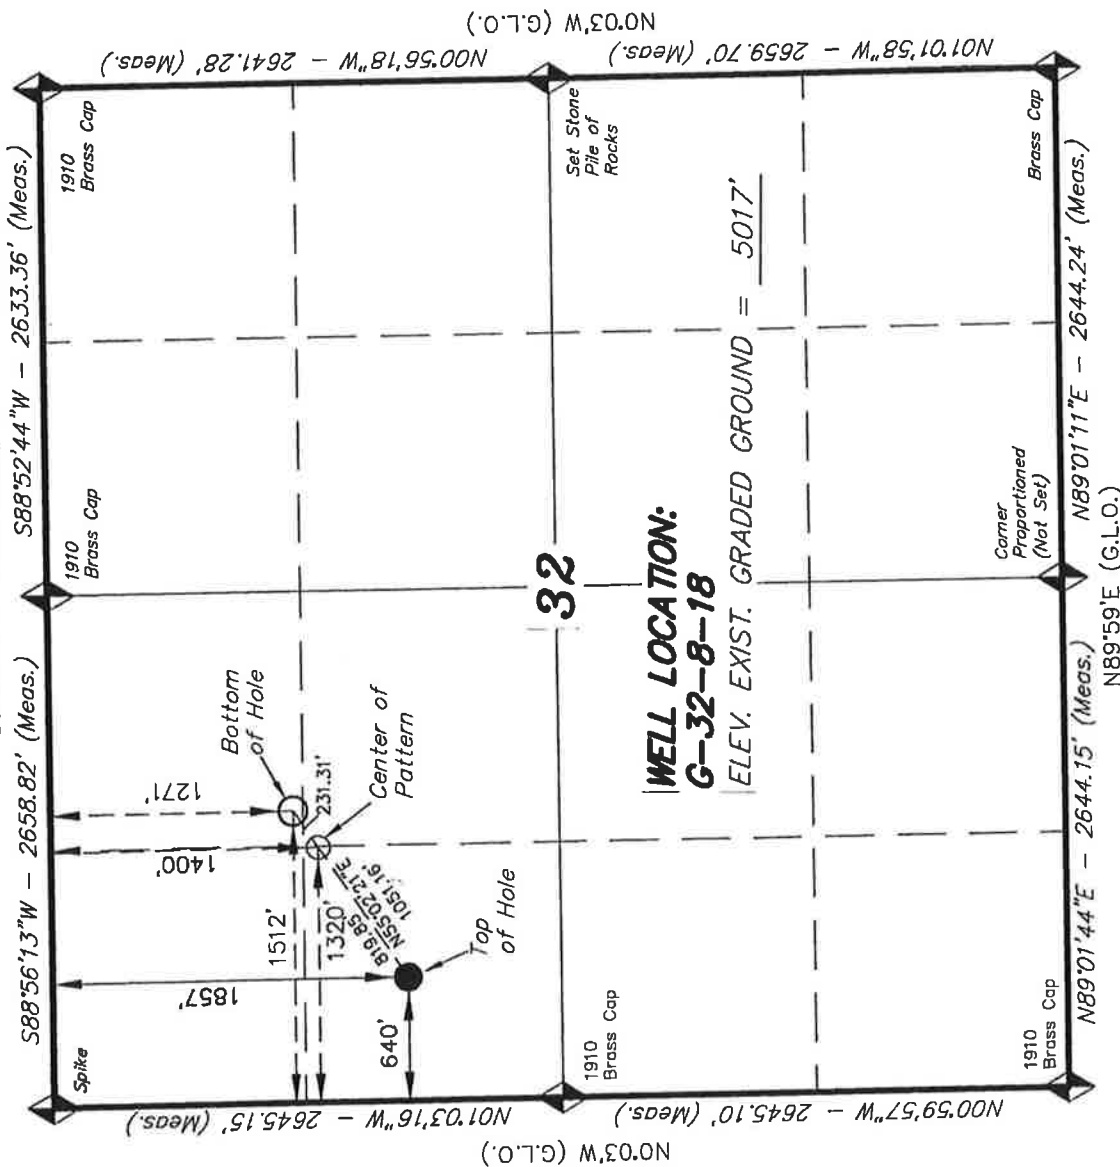 S88°56'13"W - 2658.82' (Meas.)
S88°52'44"W - 2633.36' (Meas.)
Spike
1910
Brass Cap
1910
Brass Cap
N0°03'W (G.L.O.)
N00°56'18"W - 2641.28' (Meas.)
1857'
1400'
1271'
Bottom
of Hole
231.31'
Center of
Pattern
1512'
1320'
819.85'
N55°02'21"E
1051.16'
Top
of Hole
640'
N01°03'16"W - 2645.15' (Meas.)
N0°03'W (G.L.O.)
32
Set Stone
Pile of
Rocks
N01°01'58"W - 2659.70' (Meas.)
1910
Brass Cap
WELL LOCATION:
G-32-8-18
ELEV. EXIST. GRADED GROUND = 5017'
N00°59'57"W - 2645.10' (Meas.)
1910
Brass Cap
Corner
Proportioned
(Not Set)
Brass Cap
N89°01'44"E - 2644.15' (Meas.)
N89°01'11"E - 2644.24' (Meas.)
N89°59'E (G.L.O.)